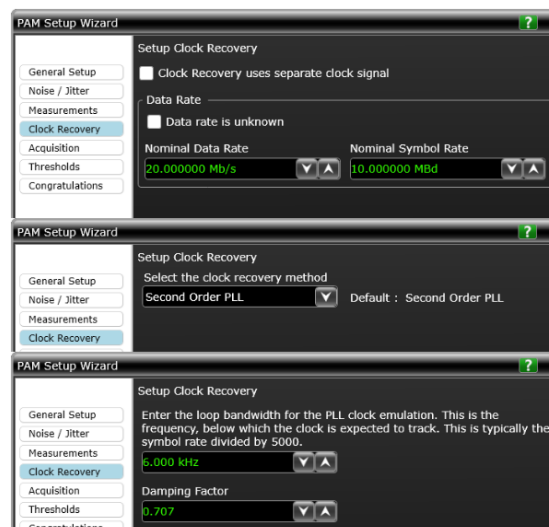 PAM Setup Wizard ?
Setup Clock Recovery
General Setup
Clock Recovery uses separate clock signal
Noise / Jitter
Data Rate
Measurements
Data rate is unknown
Clock Recovery
Acquisition
Nominal Data Rate Nominal Symbol Rate
Thresholds
20.000000 Mb/s 10.000000 MBd
Congratulations
PAM Setup Wizard ?
Setup Clock Recovery
General Setup
Select the clock recovery method
Noise / Jitter
Second Order PLL Default : Second Order PLL
Measurements
Clock Recovery
PAM Setup Wizard ?
Setup Clock Recovery
General Setup
Noise / Jitter
Measurements
Clock Recovery
Acquisition
Thresholds
Congratulations
Enter the loop bandwidth for the PLL clock emulation. This is the
frequency, below which the clock is expected to track. This is typically the
symbol rate divided by 5000.
6.000 kHz
Damping Factor
0.707